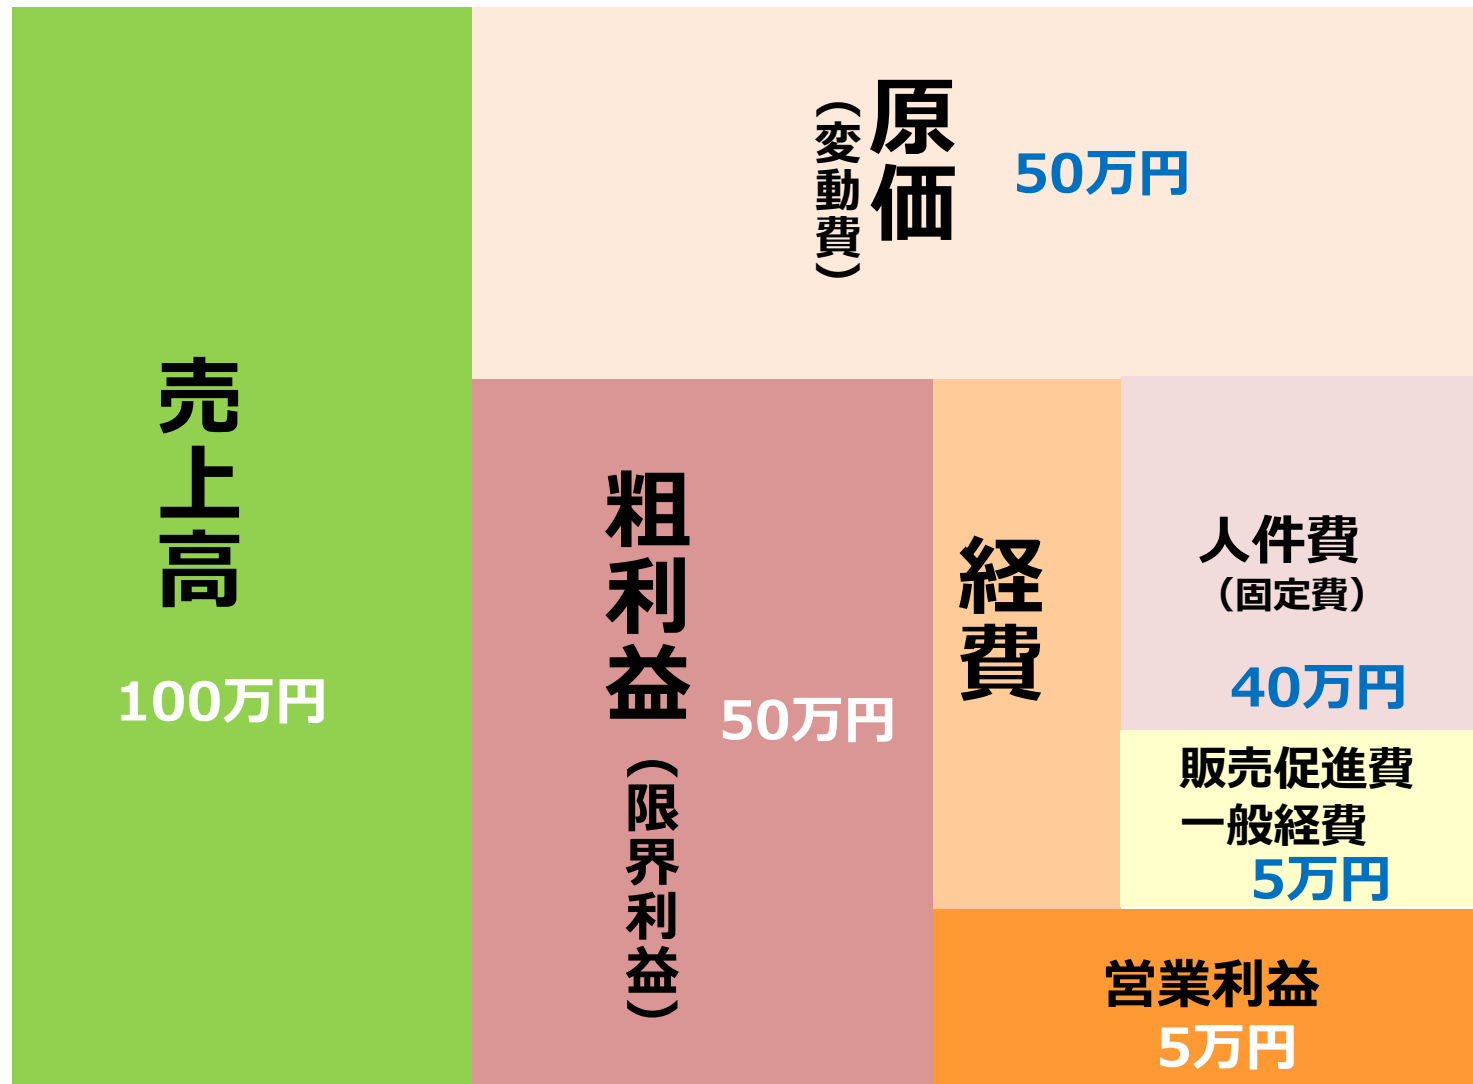 売上高
100万円
原価
（変動費）
50万円
粗利益（限界利益）
50万円
経費
人件費
（固定費）
40万円
販売促進費
一般経費
5万円
営業利益
5万円